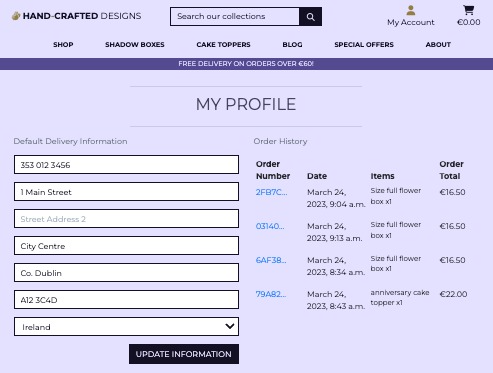 HAND-CRAFTED DESIGNS
Search our collections
My Account
€0.00
SHOP
SHADOW BOXES
CAKE TOPPERS
BLOG
SPECIAL OFFERS
ABOUT
FREE DELIVERY ON ORDERS OVER €60!
MY PROFILE
Default Delivery Information
353 012 3456
1 Main Street
Street Address 2
City Centre
Co. Dublin
A12 3C4D
Ireland
UPDATE INFORMATION
Order History
Order Number Date Items Order Total
2FB7C... March 24, 2023, 9:04 a.m. Size full flower box x1 €16.50
03140... March 24, 2023, 9:13 a.m. Size full flower box x1 €16.50
6AF38... March 24, 2023, 8:34 a.m. Size full flower box x1 €16.50
79A82... March 24, 2023, 8:43 a.m. anniversary cake topper x1 €22.00